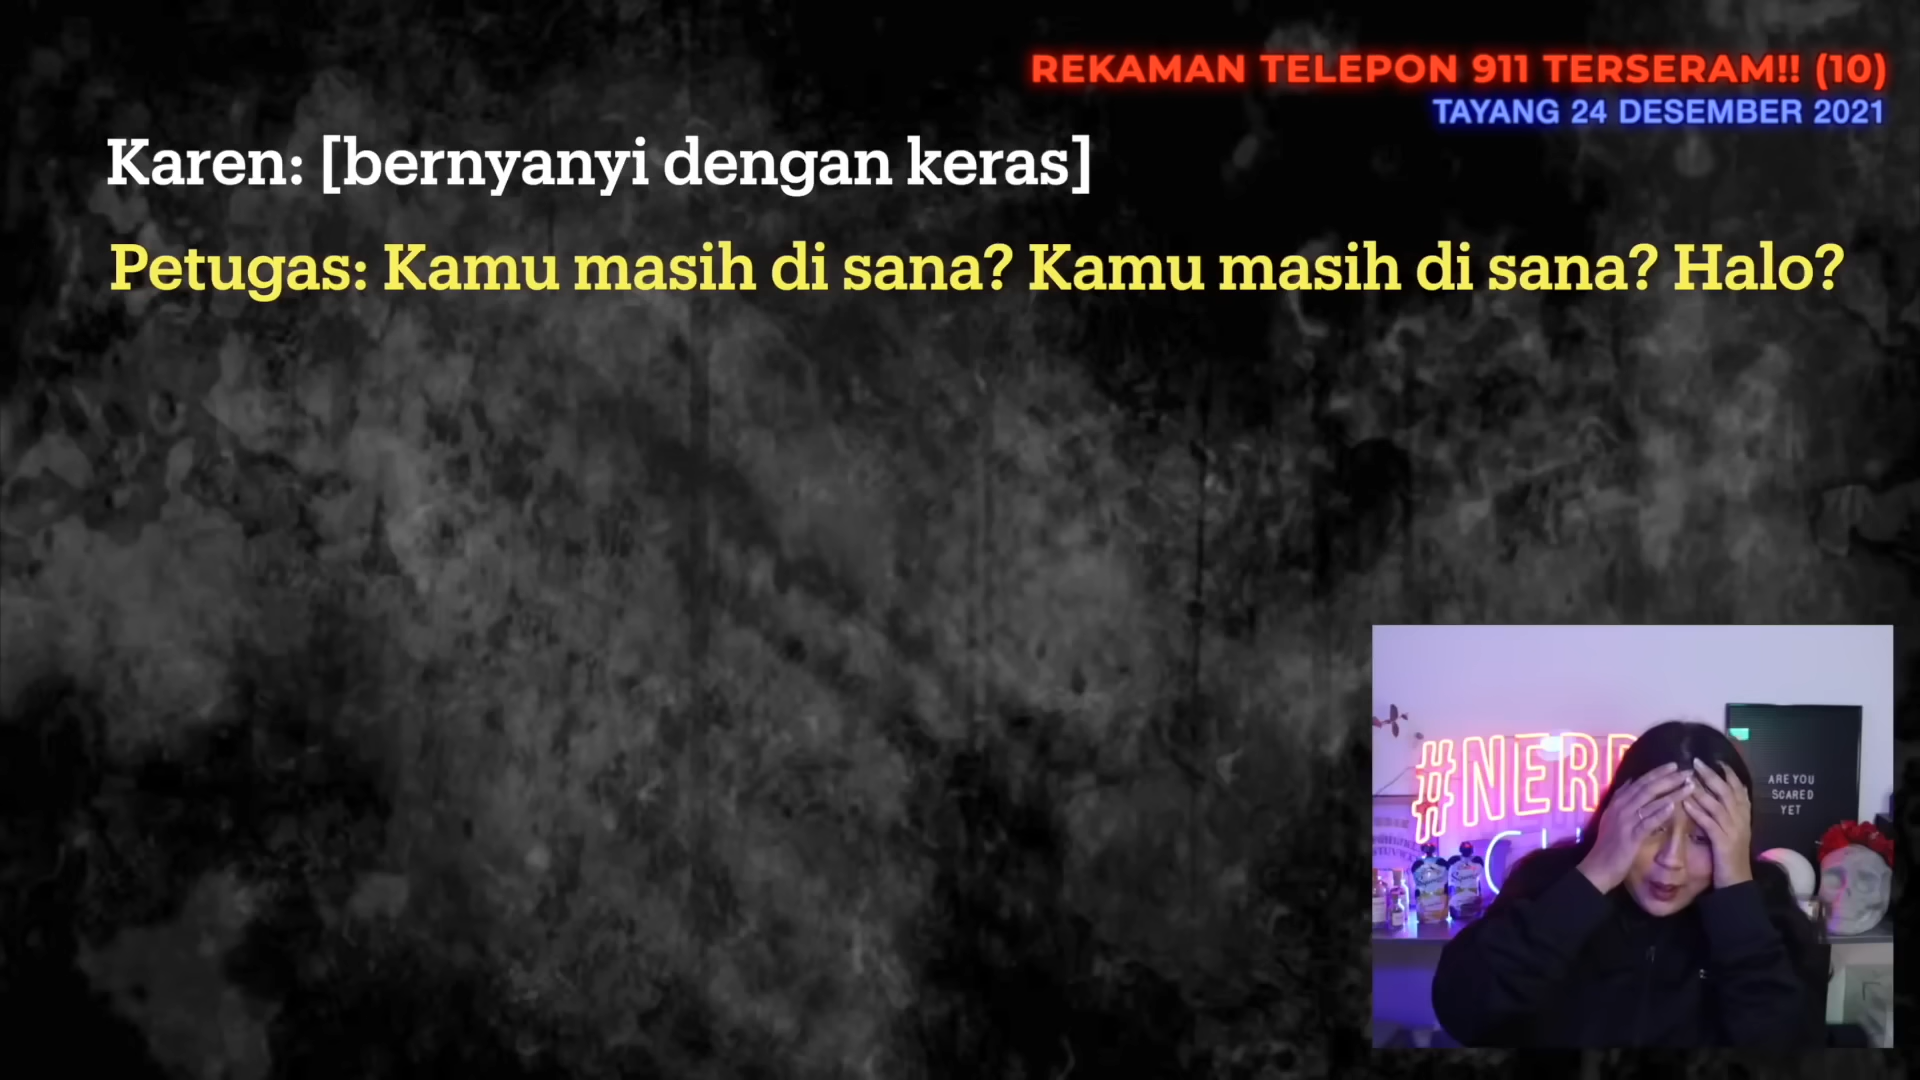 REKAMAN TELEPON 911 TERSERAM!! (10)
TAYANG 24 DESEMBER 2021
Karen: [bernyanyi dengan keras]
Petugas: Kamu masih di sana? Kamu masih di sana? Halo?
ARE YOU
SCARED
YET